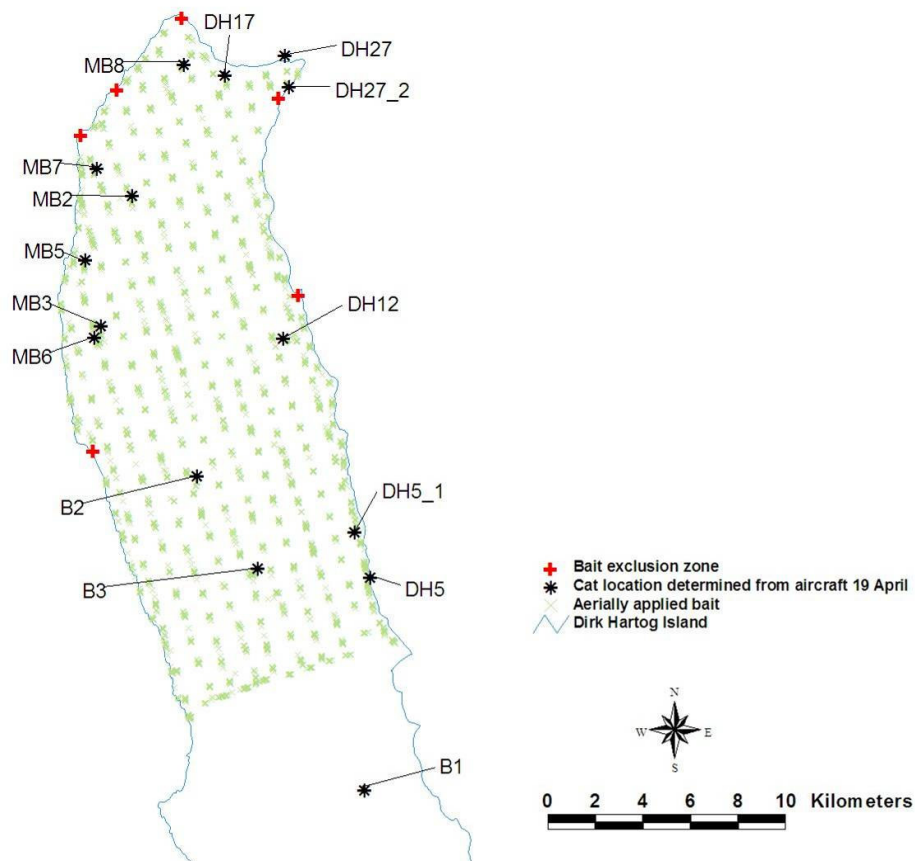 DH17
DH27
MB8
DH27_2
MB7
MB2
MB5
MB3
DH12
MB6
B2
DH5_1
B3
DH5
B1
Bait exclusion zone
Cat location determined from aircraft 19 April
Aerially applied bait
Dirk Hartog Island
N
W E
S
0 2 4 6 8 10 Kilometers